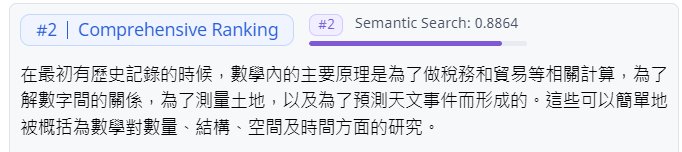 #2 | Comprehensive Ranking #2 Semantic Search: 0.8864
在最初有歷史記錄的時候，數學內的主要原理是為了做稅務和貿易等相關計算，為了
解數字間的關係，為了測量土地，以及為了預測天文事件而形成的。這些可以簡單地
被概括為數學對數量、結構、空間及時間方面的研究。